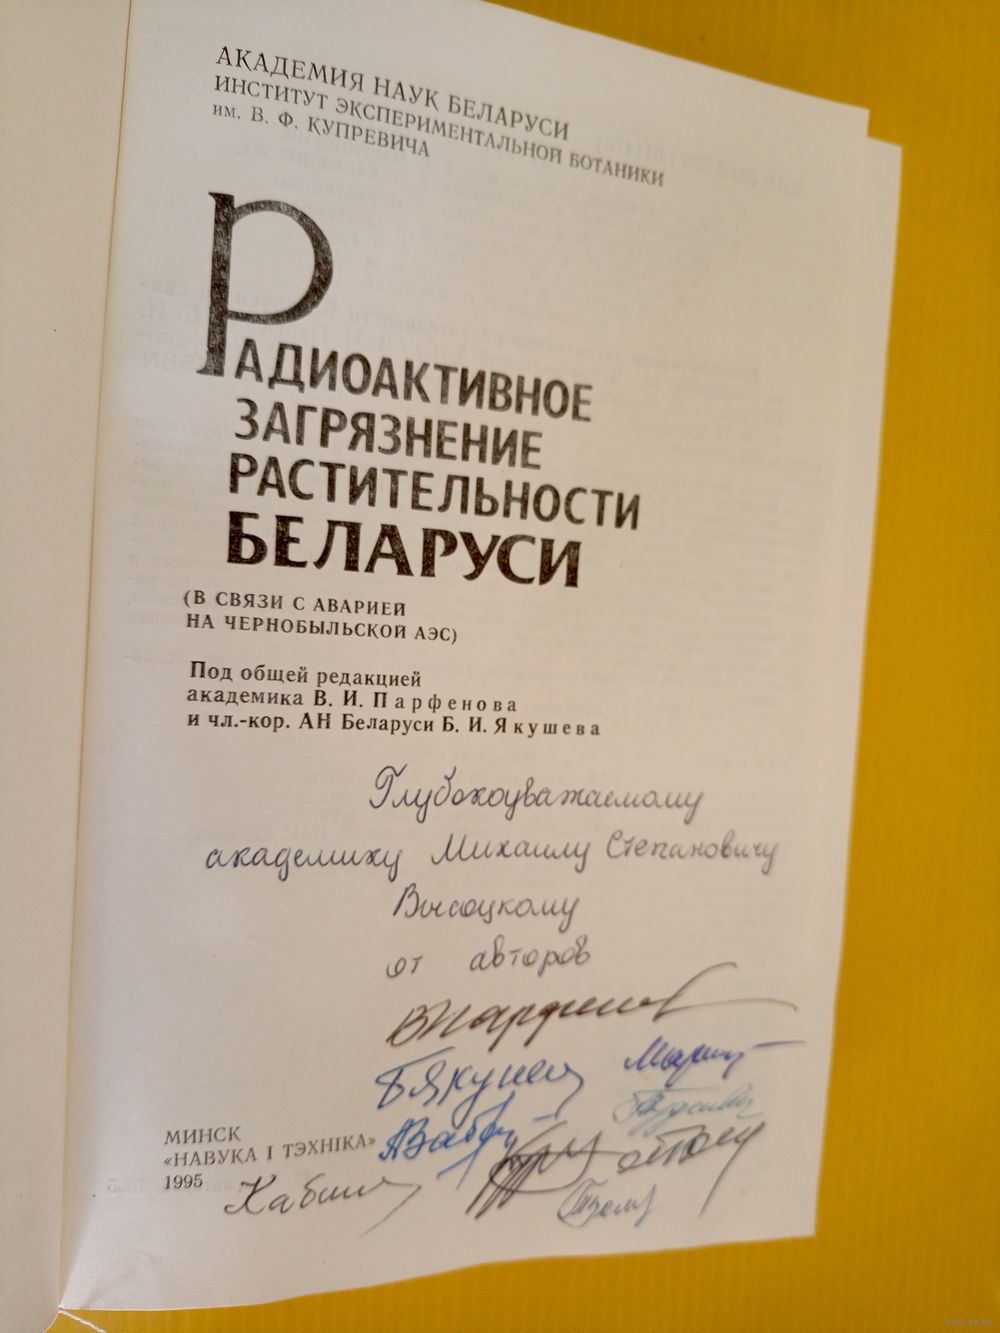 АКАДЕМИЯ НАУК БЕЛАРУСИ
ИНСТИТУТ ЭКСПЕРИМЕНТАЛЬНОЙ БОТАНИКИ
им. В. Ф. КУПРЕВИЧА
РАДИОАКТИВНОЕ
ЗАГРЯЗНЕНИЕ
РАСТИТЕЛЬНОСТИ
БЕЛАРУСИ
(В СВЯЗИ С АВАРИЕЙ
НА ЧЕРНОБЫЛЬСКОЙ АЭС)
Под общей редакцией
академика В. И. Парфенова
и чл.-кор. АН Беларуси Б. И. Якушева
Глубокоуважаемому
академику Михаилу Степановичу
Высоцкому
от авторов
МИНСК
«НАВУКА І ТЭХНІКА»
1995